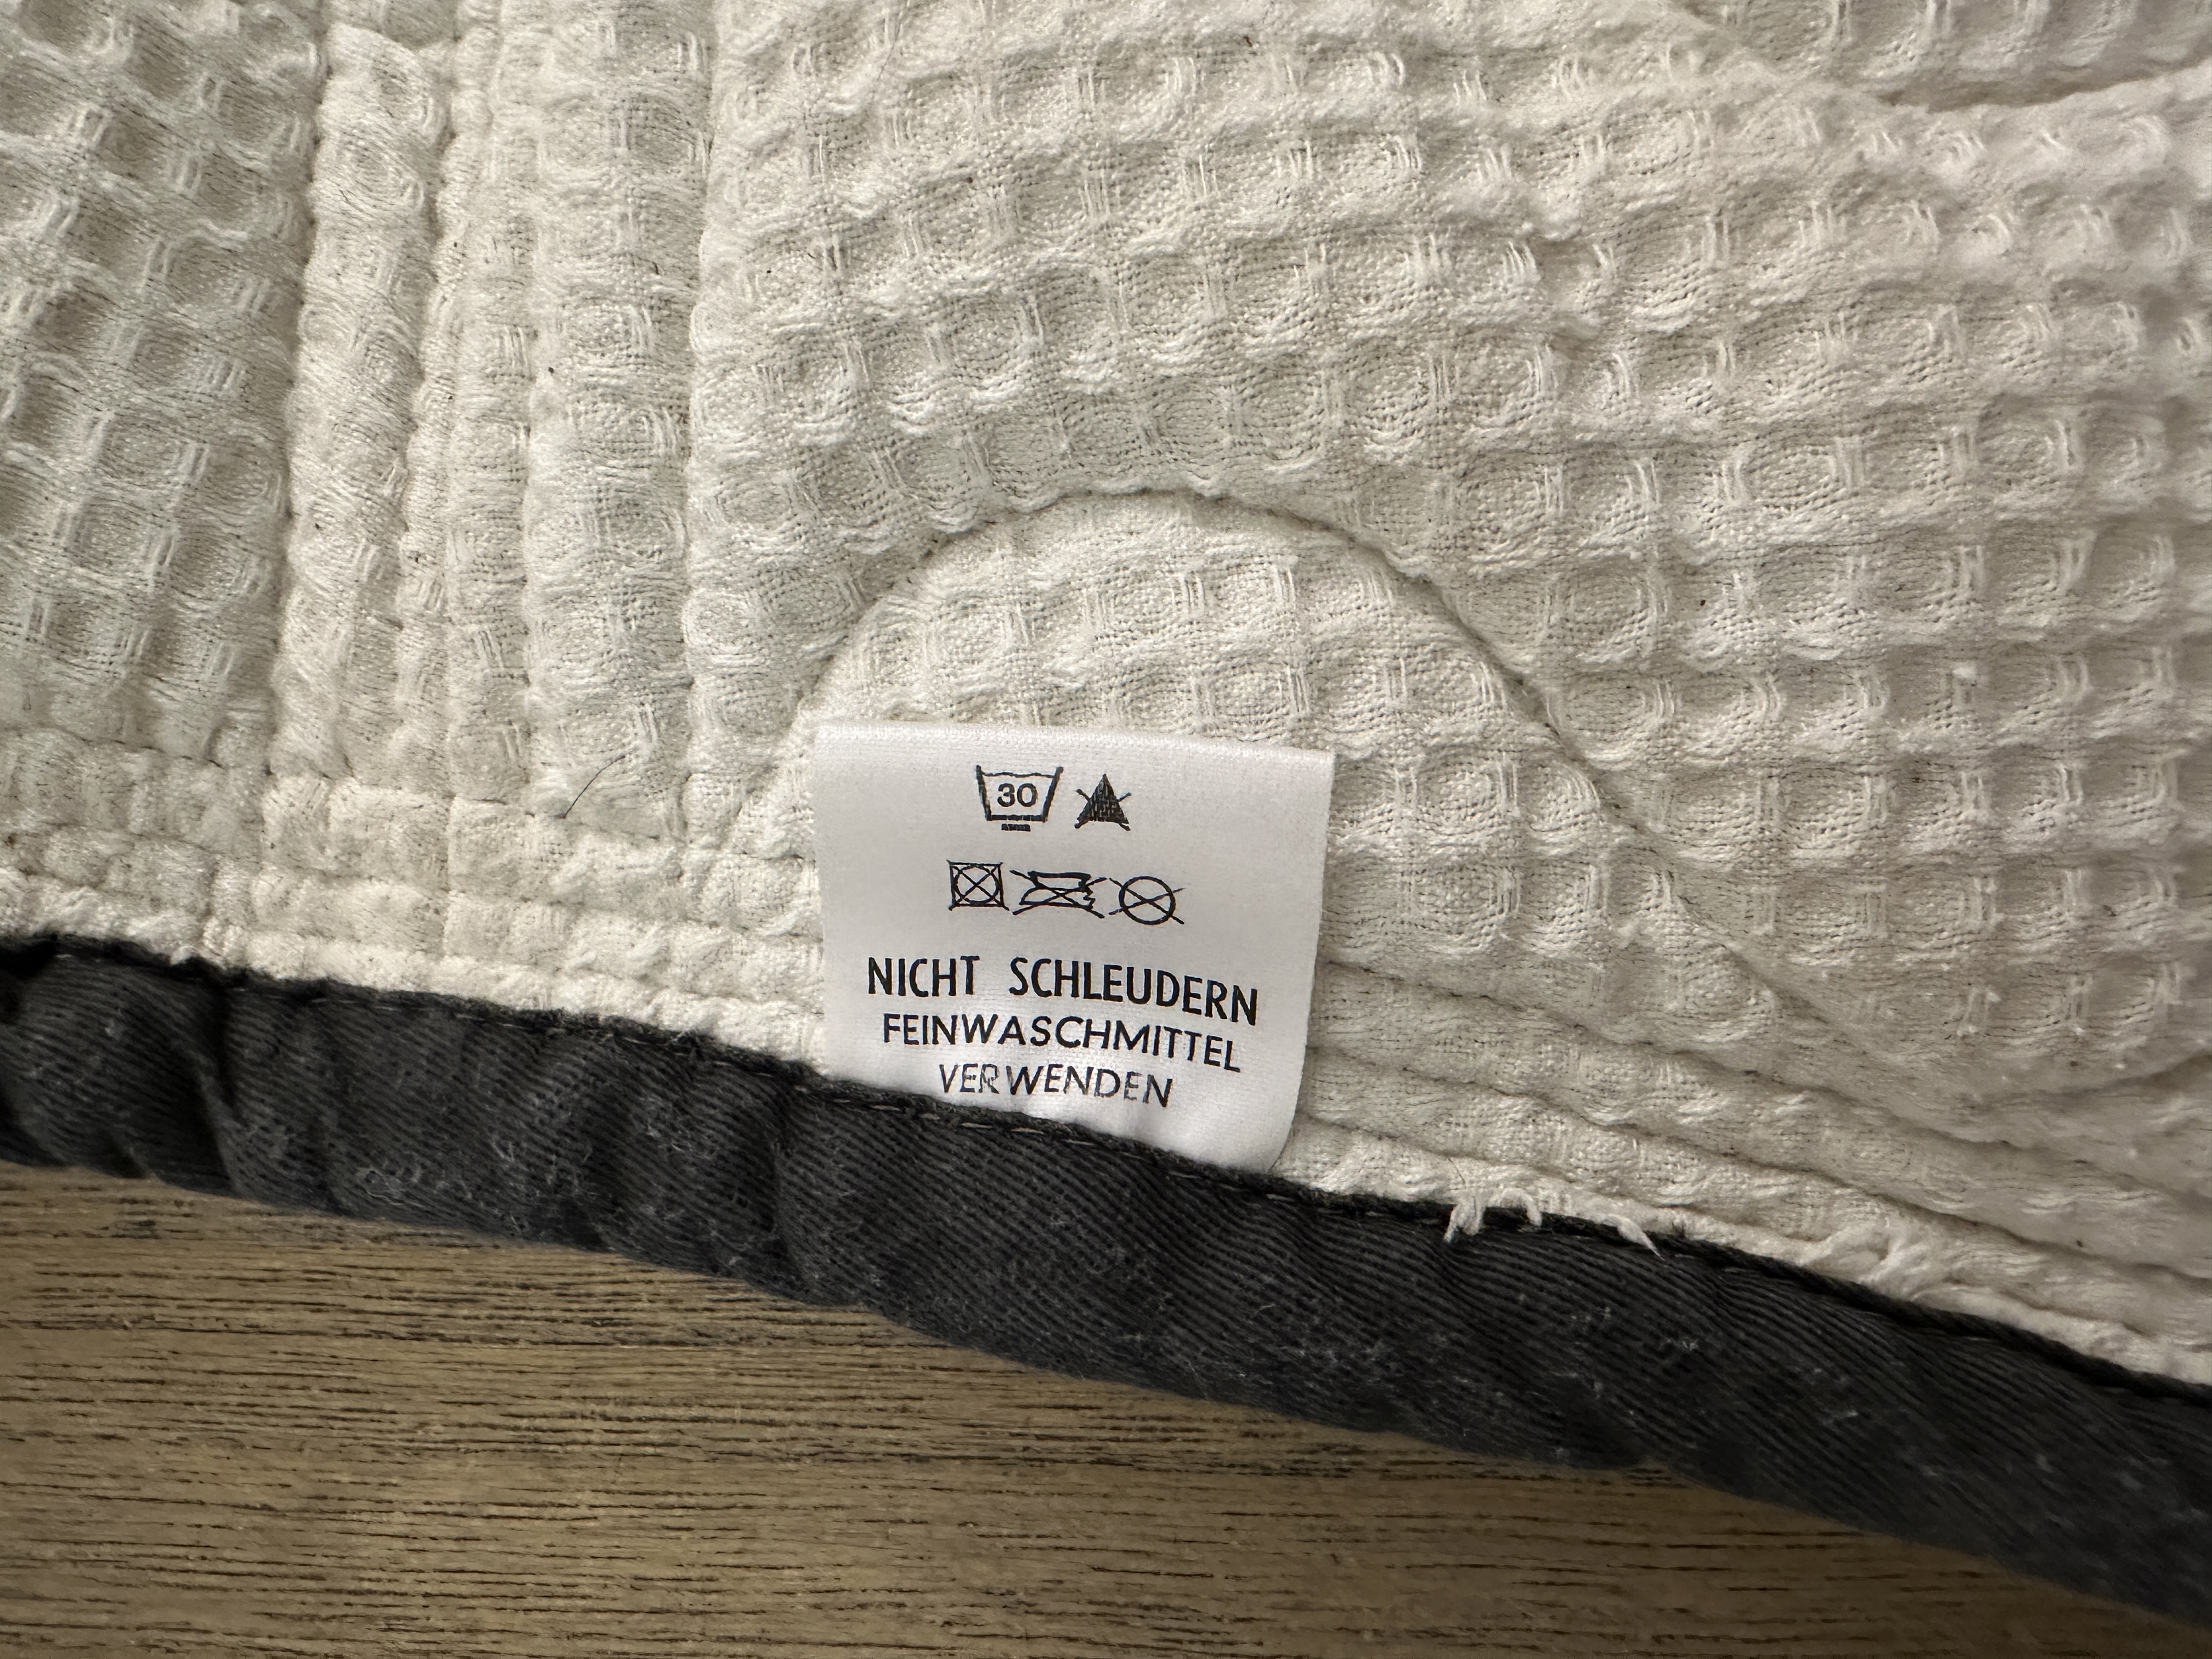 30
NICHT SCHLEUDERN
FEINWASCHMITTEL
VERWENDEN